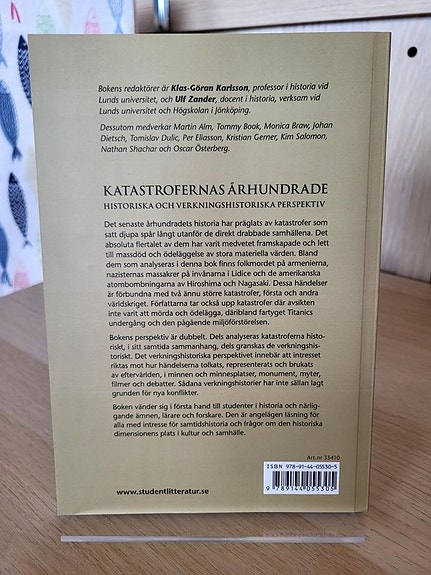 Bokens redaktörer är Klas-Göran Karlsson, professor i historia vid
Lunds universitet, och Ulf Zander, docent i historia, verksam vid
Lunds universitet och Högskolan i Jönköping.
Dessutom medverkar Martin Alm, Tommy Book, Monica Braw, Johan
Dietsch, Tomislav Dulic, Per Eliasson, Kristian Gerner, Kim Salomon,
Nathan Shachar och Oscar Österberg.
KATASTROFERNAS ÅRHUNDRADE
HISTORISKA OCH VERKNINGSHISTORISKA PERSPEKTIV
Det senaste århundradets historia har präglats av katastrofer som
satt djupa spår långt utanför de direkt drabbade samhällena. Det
absoluta flertalet av dem har varit medvetet framskapade och lett
till massdöd och ödeläggelse av stora materiella värden. Bland
dem som analyseras i denna bok finns folkmordet på armenierna,
nazisternas massakrer på invånarna i Lidice och de amerikanska
atombombningarna av Hiroshima och Nagasaki. Dessa händelser
är förbundna med två ännu större katastrofer, första och andra
världskriget. Författarna tar också upp katastrofer där avsikten
inte varit att mörda och ödelägga, däribland fartyget Titanics
undergång och den pågående miljöförstörelsen.
Bokens perspektiv är dubbelt. Dels analyseras katastroferna histo-
riskt, i sitt samtida sammanhang, dels granskas de verkningshis-
toriskt. Det verkningshistoriska perspektivet innebär att intresset
riktas mot hur händelserna tolkats, representerats och brukats
av eftervärlden, i minnen och minnesplatser, monument, myter,
filmer och debatter. Sådana verkningshistorier har inte sällan lagt
grunden för nya konflikter.
Boken vänder sig i första hand till studenter i historia och närlig-
gande ämnen, lärare och forskare. Den är angelägen läsning för
alla med intresse för samtidshistoria och frågor om den historiska
dimensionens plats i kultur och samhälle.
Art.nr 33410
ISBN 978-91-44-05530-5
9 789144 055305
www.studentlitteratur.se